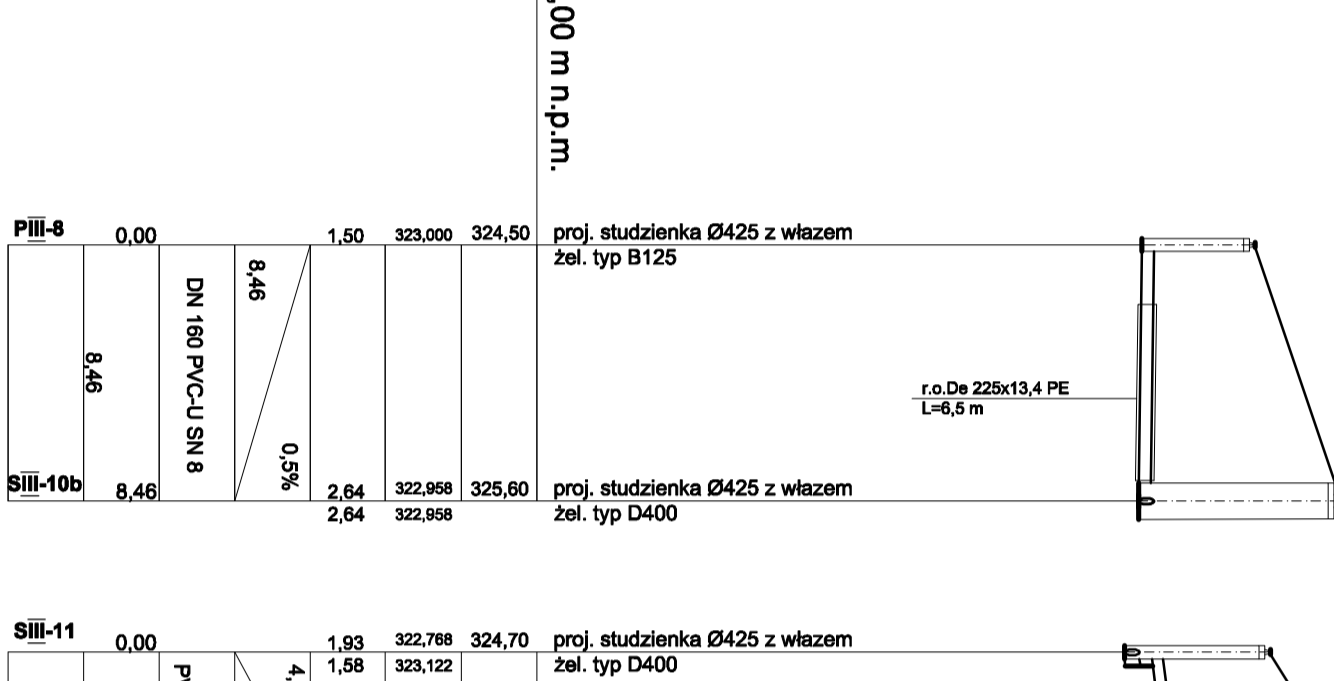 ,00 m n.p.m.
PIII-8 0,00 1,50 323,000 324,50 proj. studzienka Ø425 z włazem
żel. typ B125
8,46
DN 160 PVC-U SN 8
8,46
0,5%
r.o.De 225x13,4 PE
L=6,5 m
SIII-10b 8,46 2,64 322,958 325,60 proj. studzienka Ø425 z włazem
2,64 322,958 żel. typ D400
SIII-11 0,00 1,93 322,768 324,70 proj. studzienka Ø425 z włazem
1,58 323,122 żel. typ D400